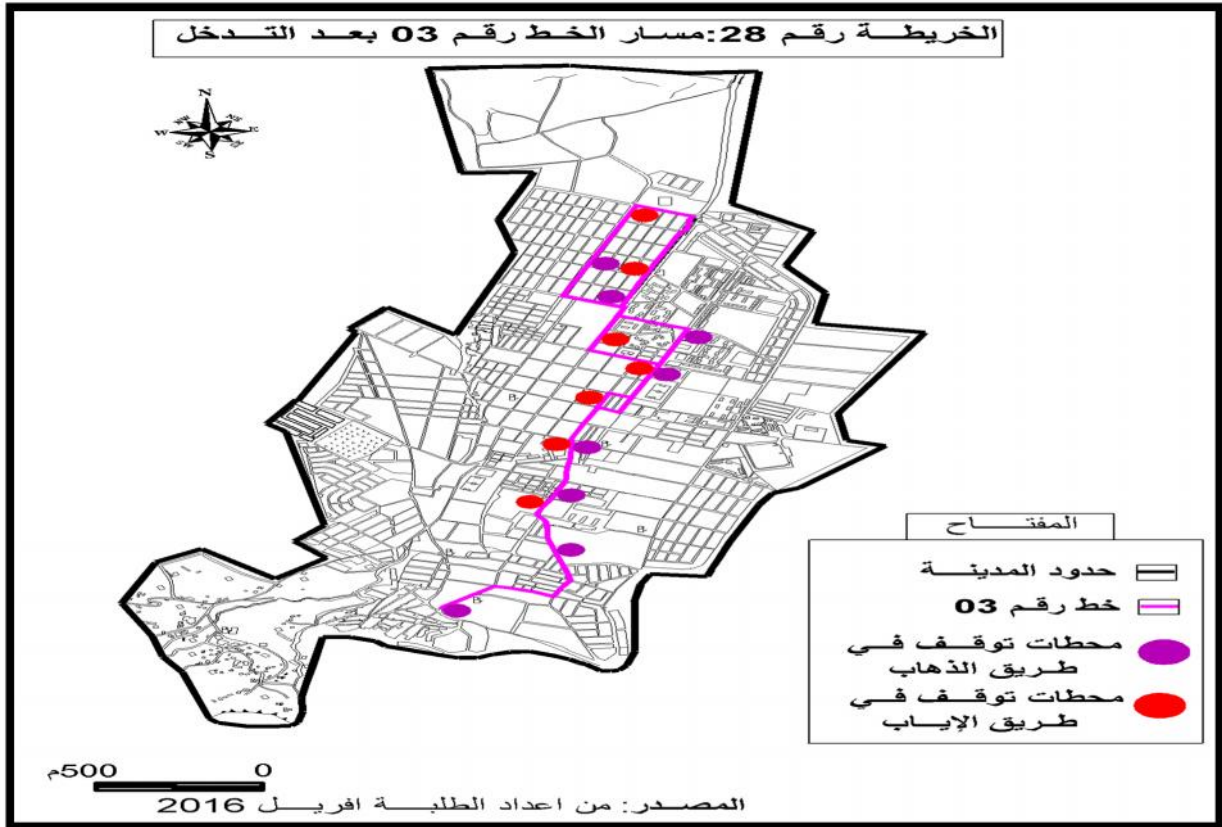 الخريطة رقم 28:مسار الخط رقم 03 بعد التدخل
N
W
E
S
المفتاح
حدود المدينة
خط رقم 03
محطات توقف في
طريق الذهاب
محطات توقف في
طريق الإياب
500م
0
المصدر: من اعداد الطلبة افريل 2016